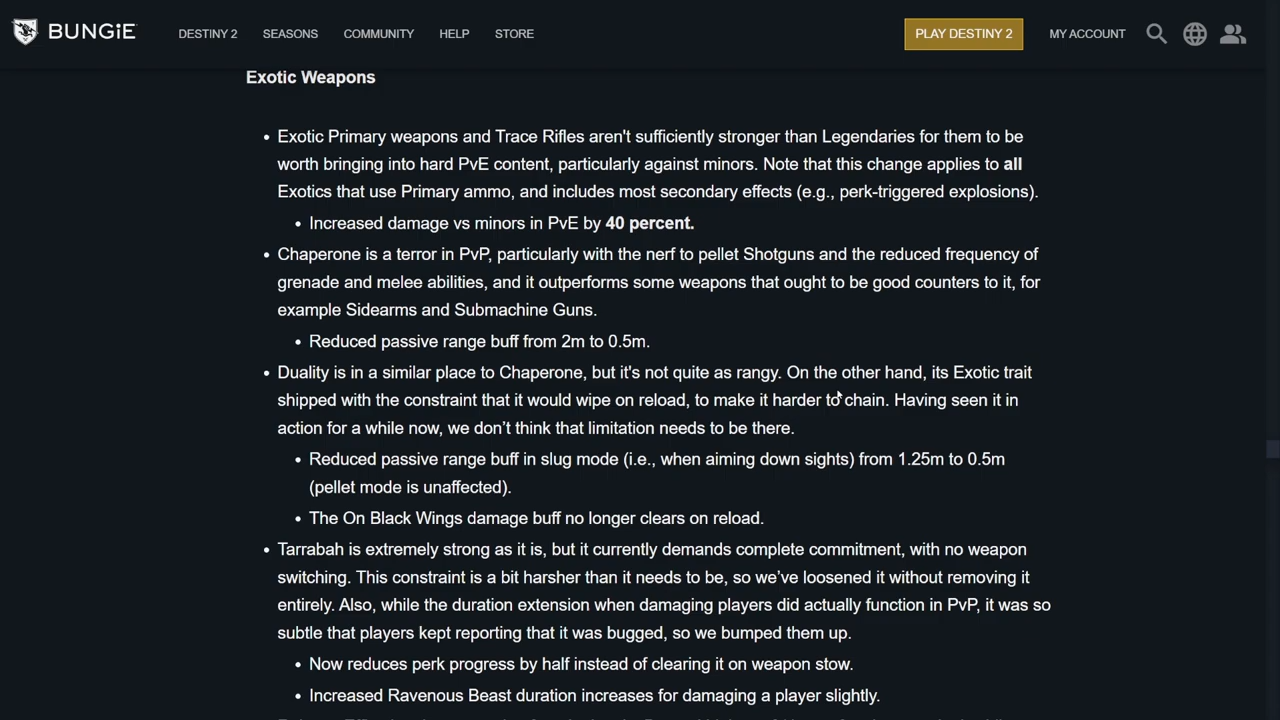 BUNGiE
DESTINY 2 SEASONS COMMUNITY HELP STORE PLAY DESTINY 2 MY ACCOUNT
Exotic Weapons
• Exotic Primary weapons and Trace Rifles aren't sufficiently stronger than Legendaries for them to be
worth bringing into hard PvE content, particularly against minors. Note that this change applies to all
Exotics that use Primary ammo, and includes most secondary effects (e.g., perk-triggered explosions).
• Increased damage vs minors in PvE by 40 percent.
• Chaperone is a terror in PvP, particularly with the nerf to pellet Shotguns and the reduced frequency of
grenade and melee abilities, and it outperforms some weapons that ought to be good counters to it, for
example Sidearms and Submachine Guns.
• Reduced passive range buff from 2m to 0.5m.
• Duality is in a similar place to Chaperone, but it's not quite as rangy. On the other hand, its Exotic trait
shipped with the constraint that it would wipe on reload, to make it harder to chain. Having seen it in
action for a while now, we don’t think that limitation needs to be there.
• Reduced passive range buff in slug mode (i.e., when aiming down sights) from 1.25m to 0.5m
(pellet mode is unaffected).
• The On Black Wings damage buff no longer clears on reload.
• Tarrabah is extremely strong as it is, but it currently demands complete commitment, with no weapon
switching. This constraint is a bit harsher than it needs to be, so we’ve loosened it without removing it
entirely. Also, while the duration extension when damaging players did actually function in PvP, it was so
subtle that players kept reporting that it was bugged, so we bumped them up.
• Now reduces perk progress by half instead of clearing it on weapon stow.
• Increased Ravenous Beast duration increases for damaging a player slightly.